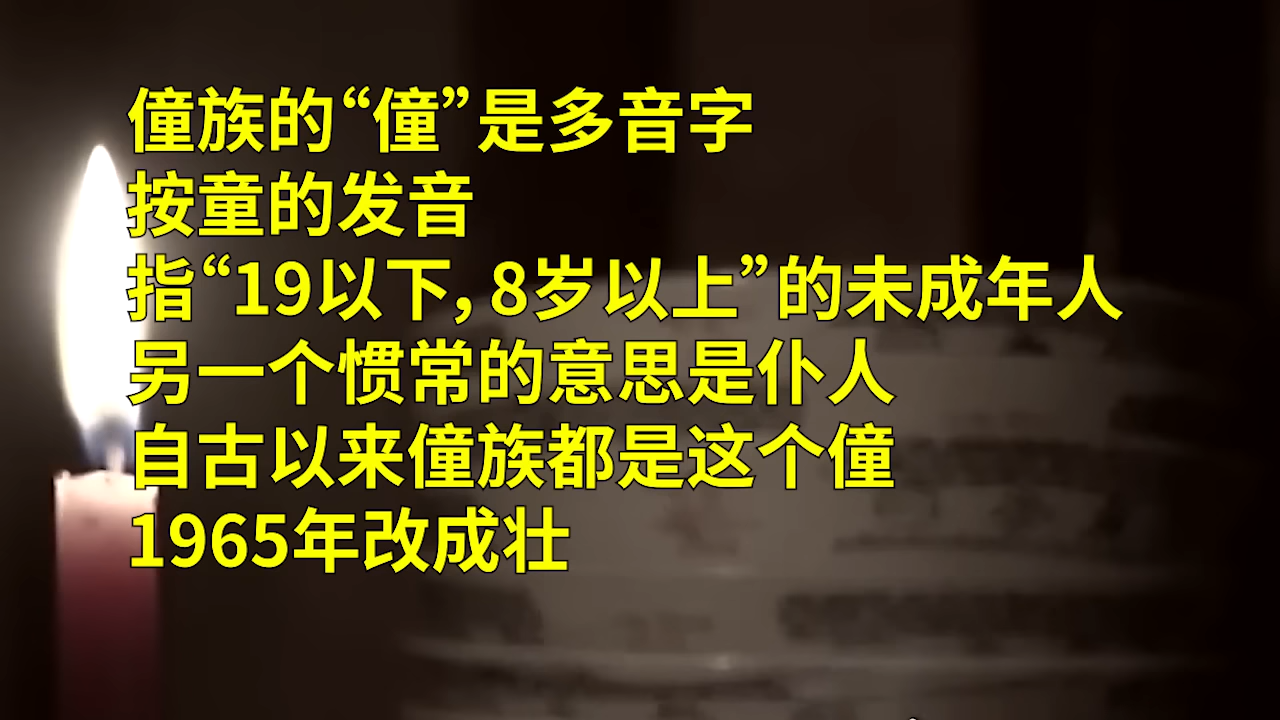 僮族的“僮”是多音字
按童的发音
指“19以下，8岁以上”的未成年人
另一个惯常的意思是仆人
自古以来僮族都是这个僮
1965年改成壮